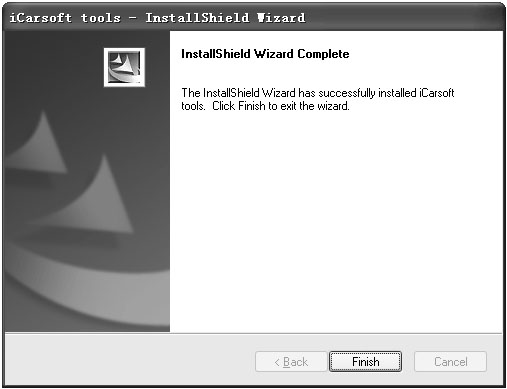 iCarsoft tools - InstallShield Wizard
InstallShield Wizard Complete
The InstallShield Wizard has successfully installed iCarsoft
tools. Click Finish to exit the wizard.
< Back Finish Cancel